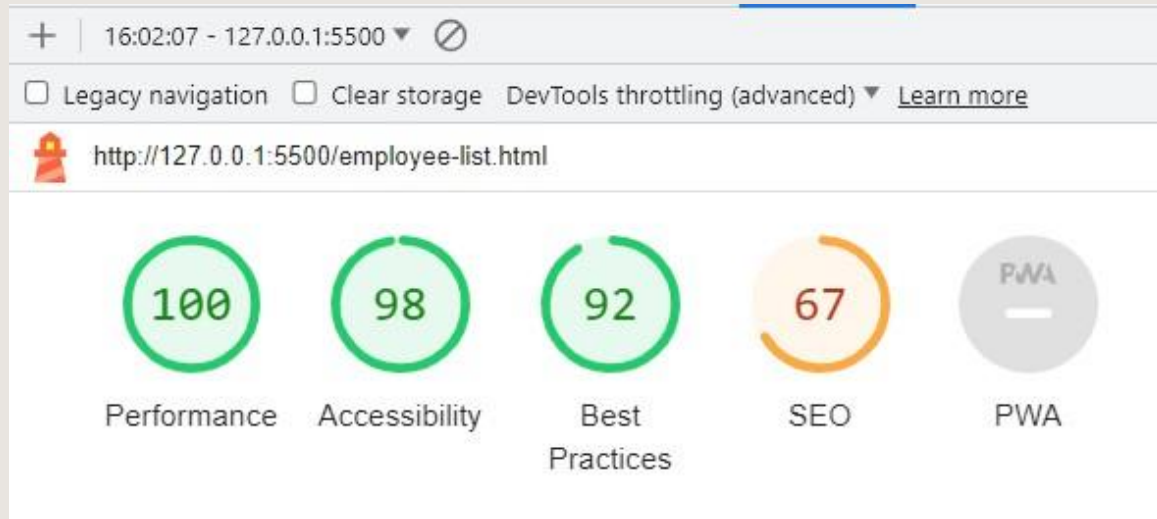 16:02:07 - 127.0.0.1:5500
Legacy navigation Clear storage DevTools throttling (advanced) Learn more
http://127.0.0.1:5500/employee-list.html
100 98 92 67 PWA
Performance Accessibility Best SEO PWA
Practices